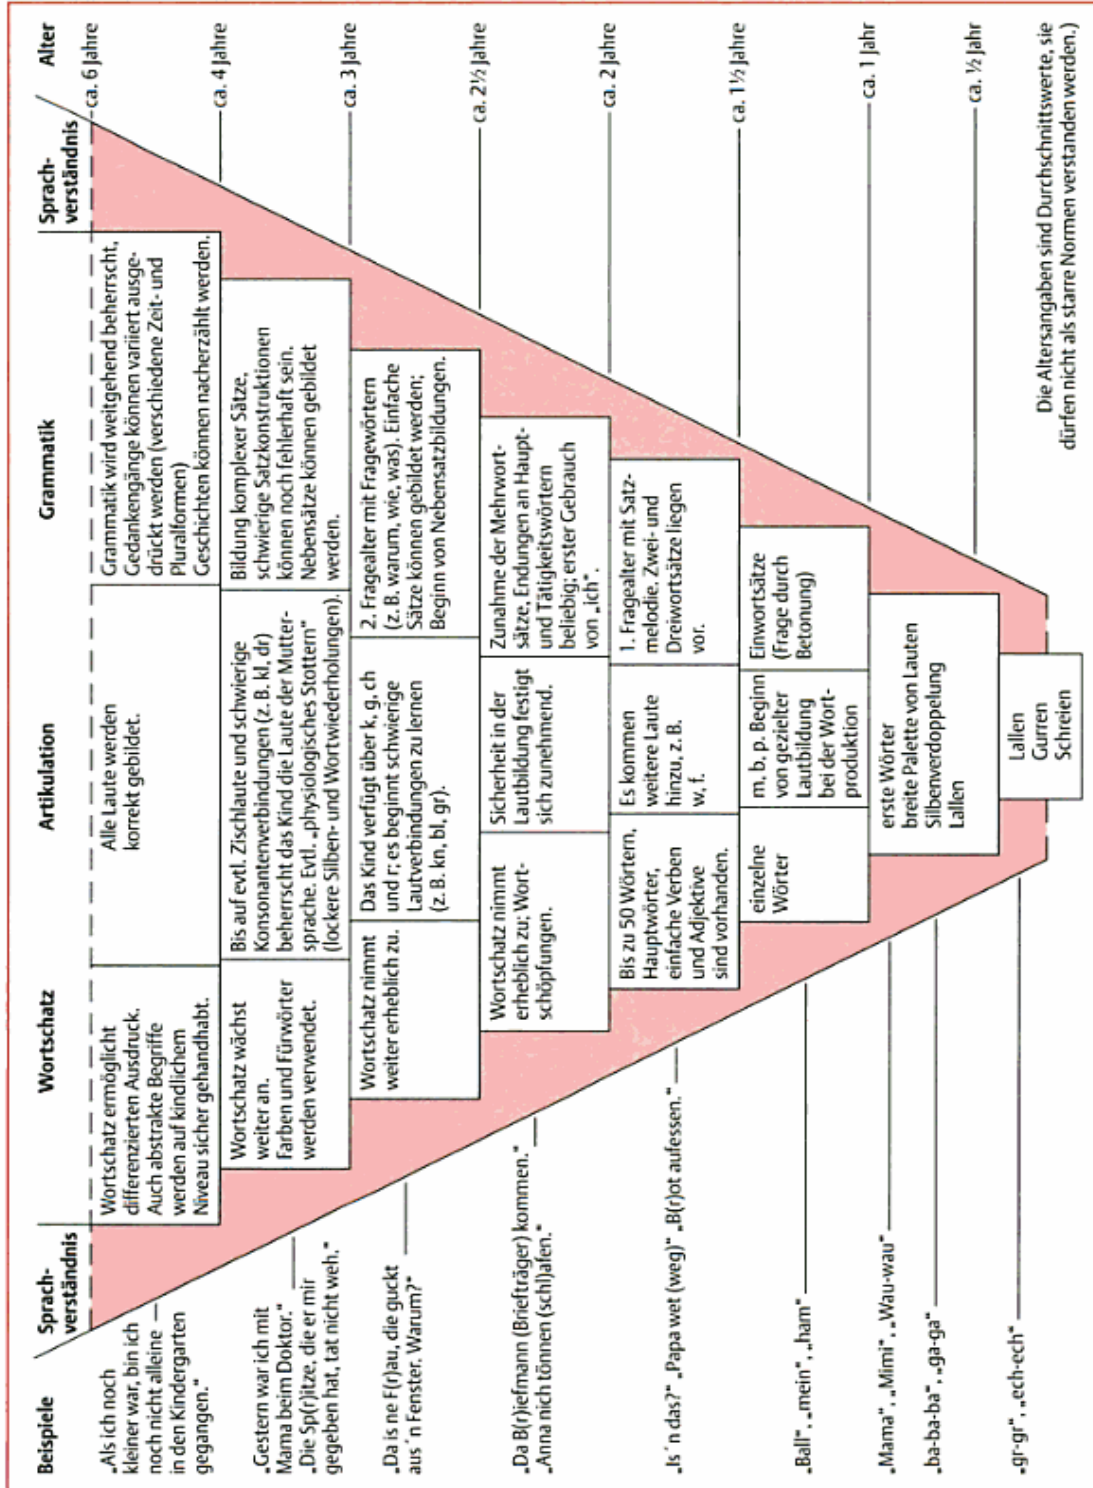 Beispiele
Sprach-
verständnis
Wortschatz
Artikulation
Grammatik
Sprach-
verständnis
Alter
„Als ich noch
kleiner war, bin ich
noch nicht alleine
in den Kindergarten
gegangen.“
Wortschatz ermöglicht
differenzierten Ausdruck.
Auch abstrakte Begriffe
werden auf kindlichem
Niveau sicher gehandhabt.
Alle Laute werden
korrekt gebildet.
Grammatik wird weitgehend beherrscht,
Gedankengänge können variiert ausge-
drückt werden (verschiedene Zeit- und
Pluralformen)
Geschichten können nacherzählt werden.
ca. 6 Jahre
ca. 4 Jahre
„Gestern war ich mit
Mama beim Doktor.“
„Die Sp(r)itze, die er mir
gegeben hat, tat nicht weh.“
Wortschatz wächst
weiter an.
Farben und Fürwörter
werden verwendet.
Bis auf evtl. Zischlaute und schwierige
Konsonantenverbindungen (z. B. kl, dr)
beherrscht das Kind die Laute der Mutter-
sprache. Evtl. „physiologisches Stottern“
(lockere Silben- und Wortwiederholungen).
Bildung komplexer Sätze,
schwierige Satzkonstruktionen
können noch fehlerhaft sein.
Nebensätze können gebildet
werden.
ca. 3 Jahre
„Da is ne F(r)au, die guckt
aus´n Fenster. Warum?“
Wortschatz nimmt
weiter erheblich zu.
Das Kind verfügt über k, g, ch
und r; es beginnt schwierige
Lautverbindungen zu lernen
(z. B. kn, bl, gr).
2. Fragealter mit Fragewörtern
(z. B. warum, wie, was). Einfache
Sätze können gebildet werden;
Beginn von Nebensatzbildungen.
ca. 2½ Jahre
„Da B(r)iefmann (Briefträger) kommen.“
„Anna nich tönnen (schl)afen.“
Wortschatz nimmt
erheblich zu; Wort-
schöpfungen.
Sicherheit in der
Lautbildung festigt
sich zunehmend.
Zunahme der Mehrwort-
sätze, Endungen an Haupt-
und Tätigkeitswörtern
beliebig; erster Gebrauch
von „ich“.
ca. 2 Jahre
„Is´n das?“ „Papa wet (weg)“ „B(r)ot aufessen.“
Bis zu 50 Wörtern,
Hauptwörter,
einfache Verben
und Adjektive
sind vorhanden.
Es kommen
weitere Laute
hinzu, z. B.
w, f.
1. Fragealter mit Satz-
melodie. Zwei- und
Dreiwortsätze liegen
vor.
ca. 1½ Jahr
„Ball“, „mein“, „ham“
einzelne
Wörter
m, b, p. Beginn
von gezielter
Lautbildung
bei der Wort-
produktion
Einwortsätze
(Frage durch
Betonung)
ca. 1 Jahr
„Mama“, „Mimi“, „Wau-wau“
„ba-ba-ba“, „ga-ga“
erste Wörter
breite Palette von Lauten
Silbenverdoppelung
Lallen
ca. ½ Jahr
„gr-gr“, „ech-ech“
Lallen
Gurren
Schreien
Die Altersangaben sind Durchschnittswerte, sie
dürfen nicht als starre Normen verstanden werden.)